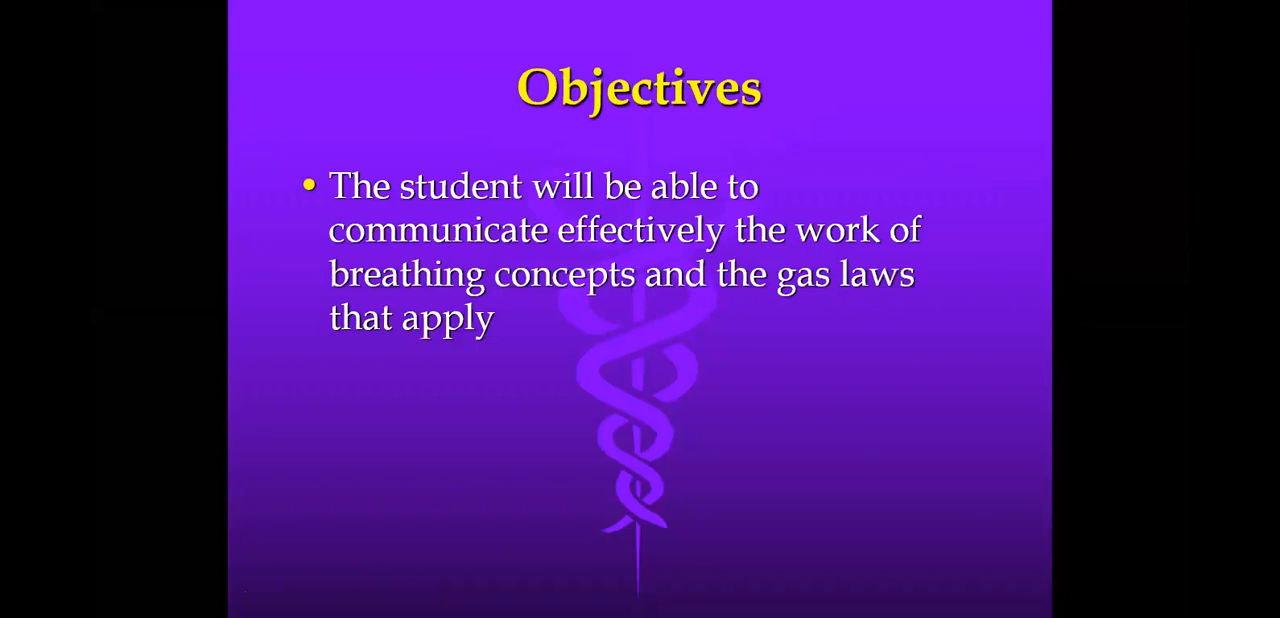 Objectives
• The student will be able to
communicate effectively the work of
breathing concepts and the gas laws
that apply